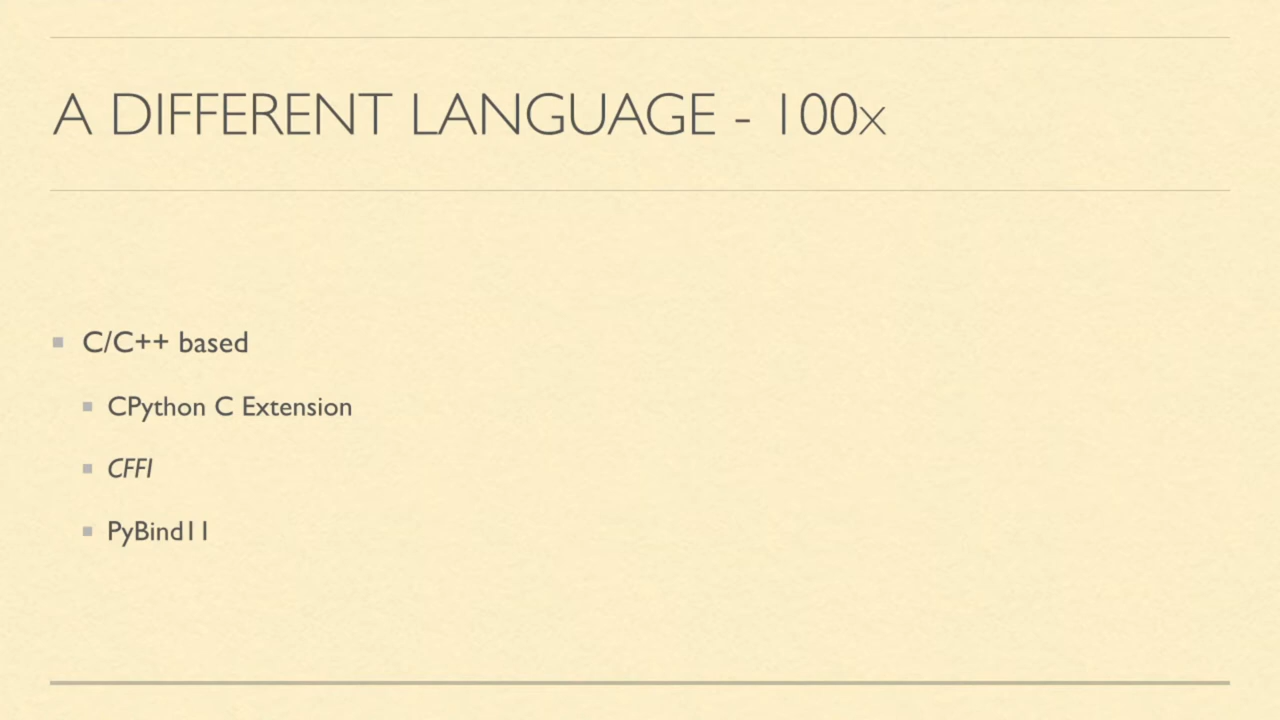 A DIFFERENT LANGUAGE - 100x
C/C++ based
CPython C Extension
CFFI
PyBind11